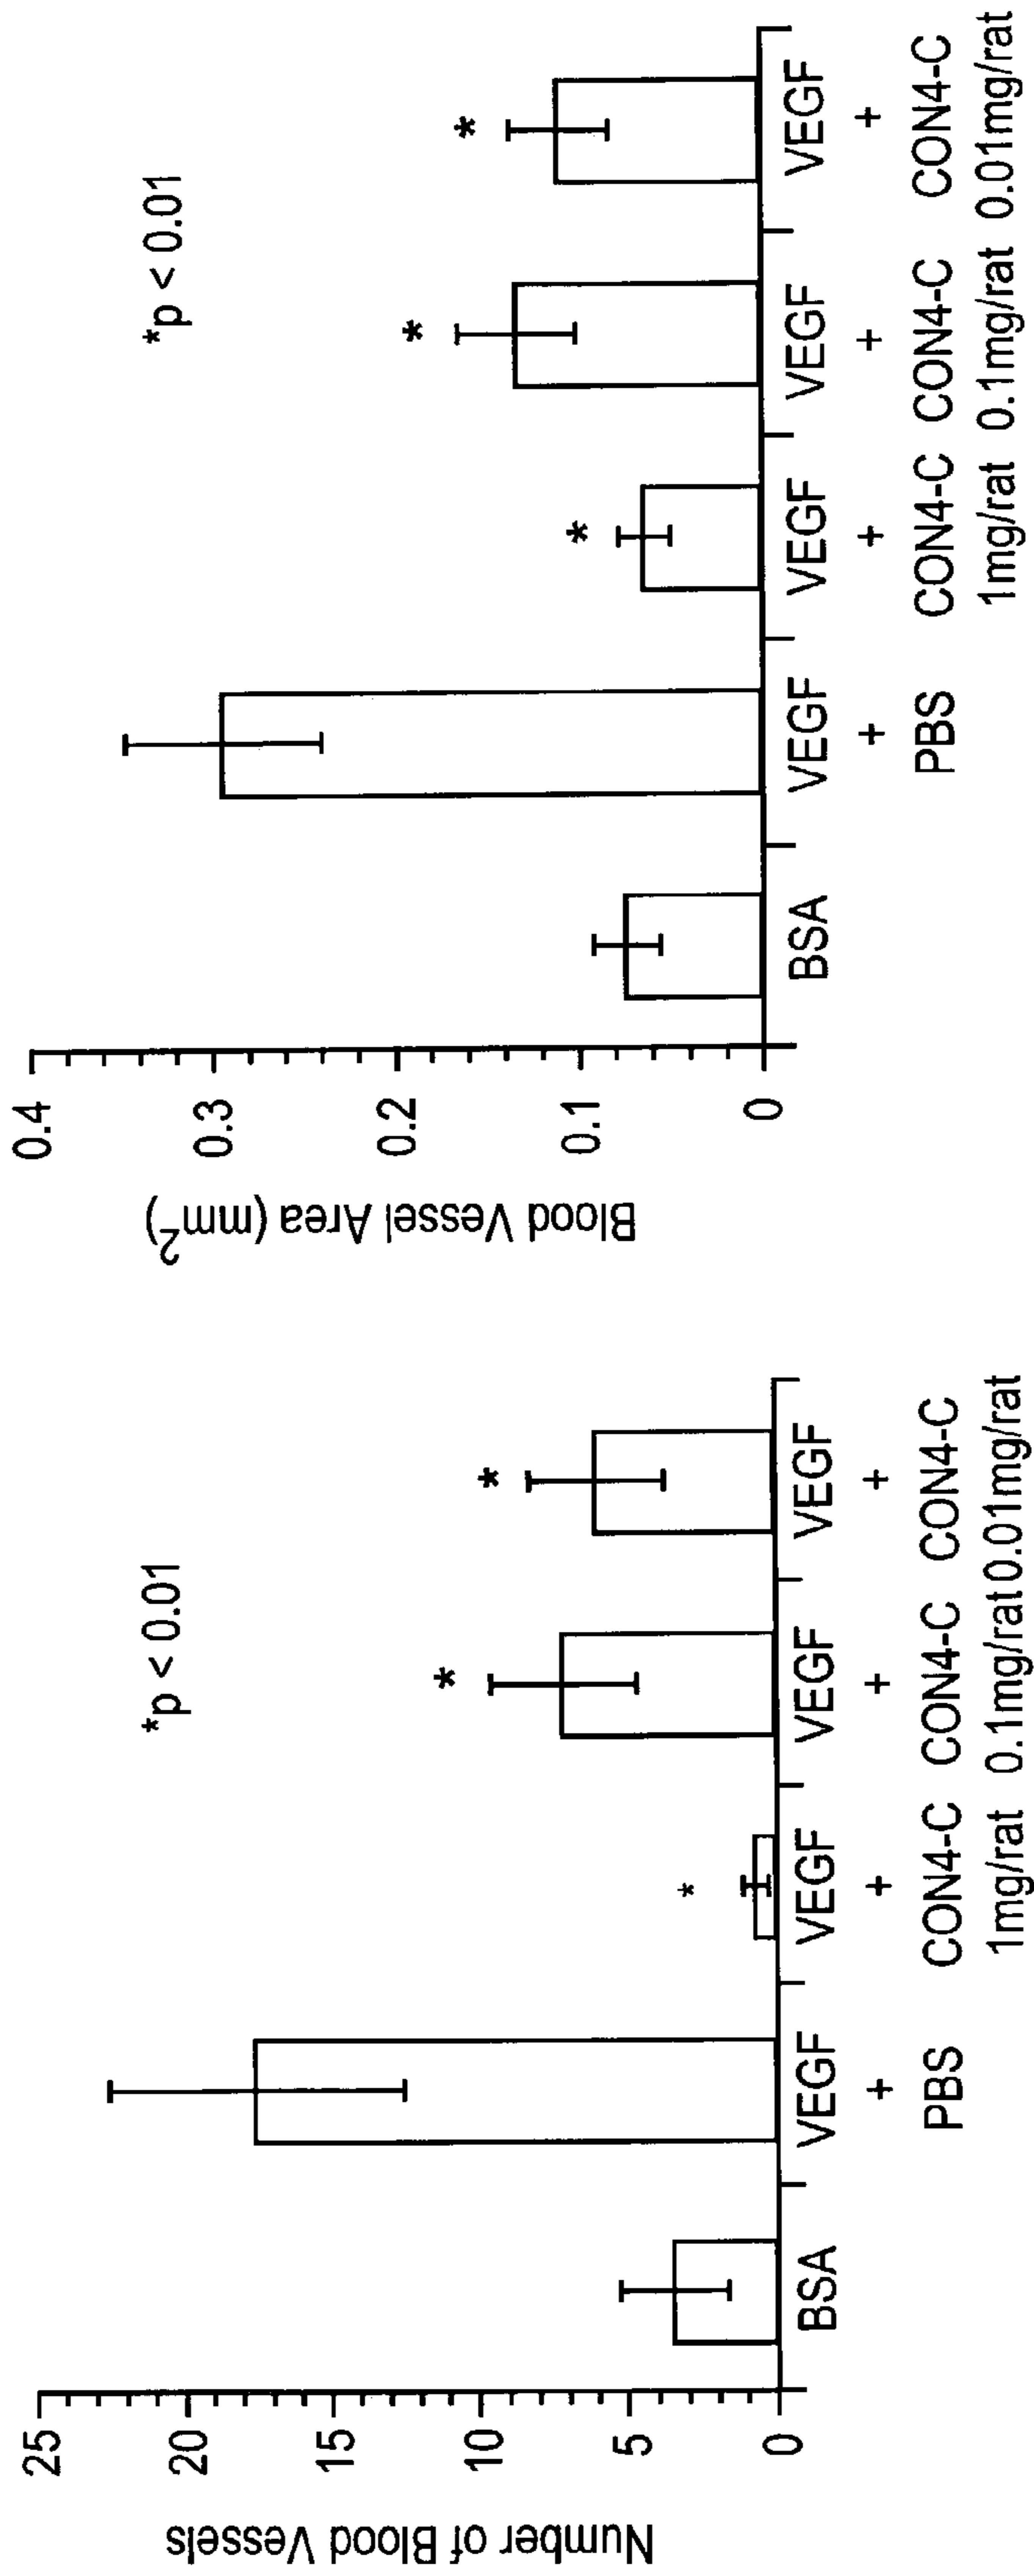 Number of Blood Vessels
25
20
15
10
5
0
*p < 0.01
*
*
*
BSA
VEGF
+
PBS
VEGF
+
CON4-C
1mg/rat
VEGF
+
CON4-C
0.1mg/rat
VEGF
+
CON4-C
0.01mg/rat
Blood Vessel Area (mm²)
0.4
0.3
0.2
0.1
0
*p < 0.01
*
*
*
BSA
VEGF
+
PBS
VEGF
+
CON4-C
1mg/rat
VEGF
+
CON4-C
0.1mg/rat
VEGF
+
CON4-C
0.01mg/rat